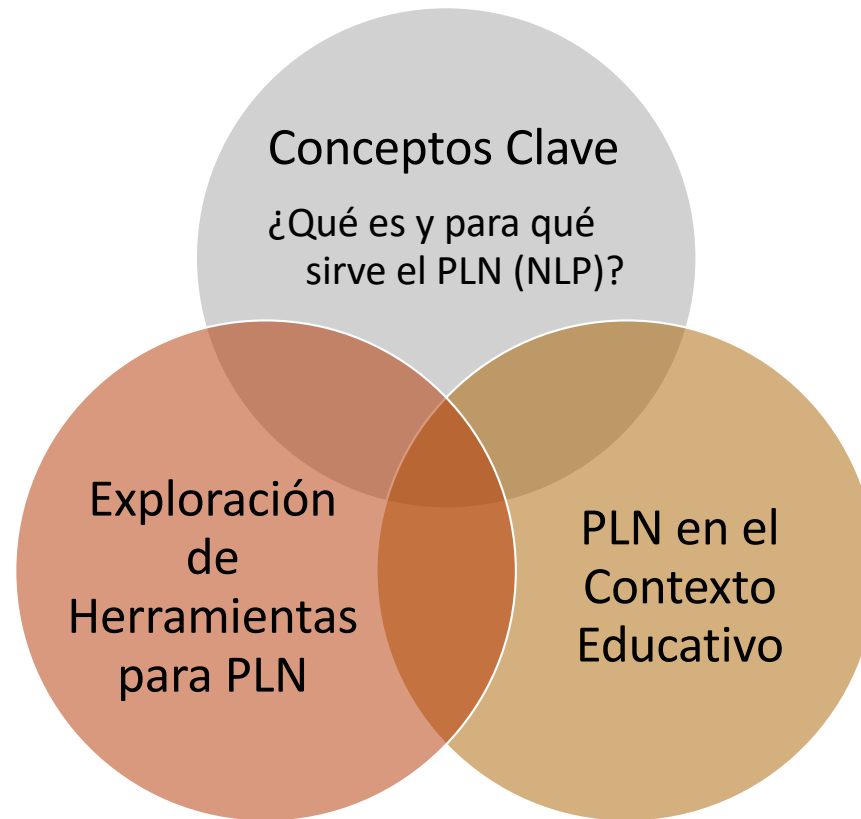 Conceptos Clave
¿Qué es y para qué
sirve el PLN (NLP)?
Exploración
de
Herramientas
para PLN
PLN en el
Contexto
Educativo